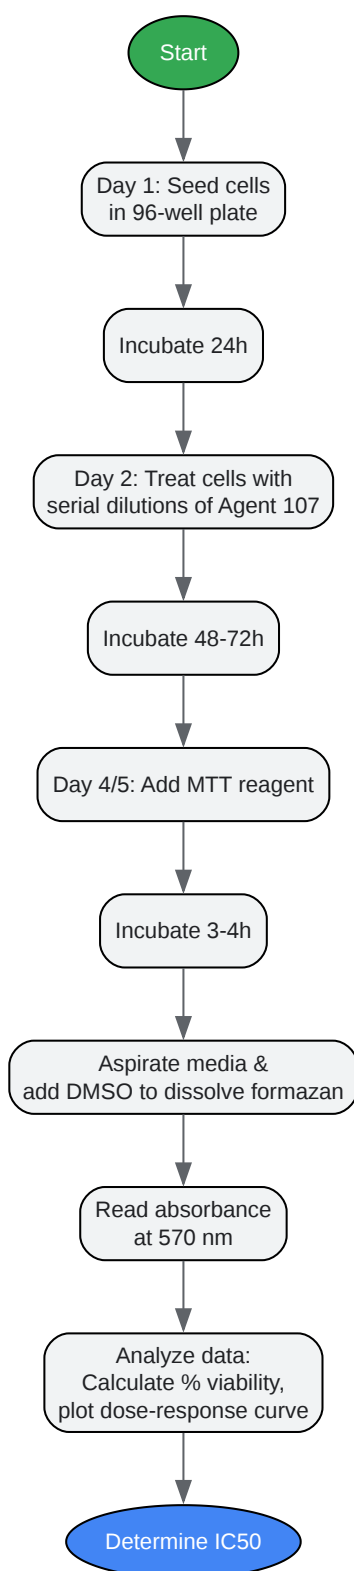 Start
Day 1: Seed cells
in 96-well plate
Incubate 24h
Day 2: Treat cells with
serial dilutions of Agent 107
Incubate 48-72h
Day 4/5: Add MTT reagent
Incubate 3-4h
Aspirate media &
add DMSO to dissolve formazan
Read absorbance
at 570 nm
Analyze data:
Calculate % viability,
plot dose-response curve
Determine IC50